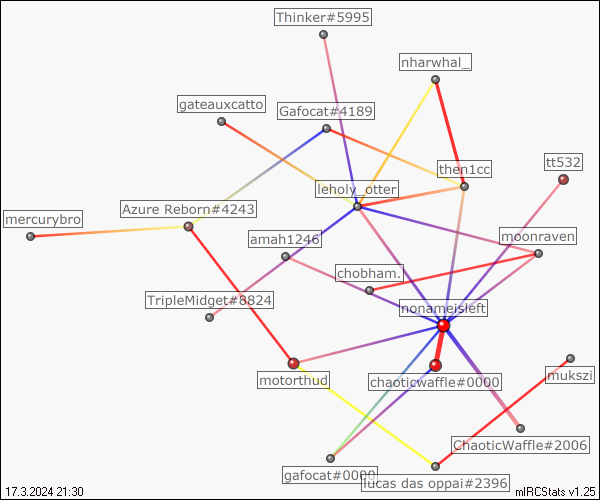 Thinker#5995
nharwhal_
gateauxcatto
Gafocat#4189
tt532
then1cc
leholy_otter
mercurybro
Azure Reborn#4243
amah1246
moonraven
chobham.
TripleMidget#8824
nonameisleft
motorthud
chaoticwaffle#0000
mukszi
ChaoticWaffle#2006
gafocat#0000
lucas das oppai#2396
17.3.2024 21:30
mIRCStats v1.25